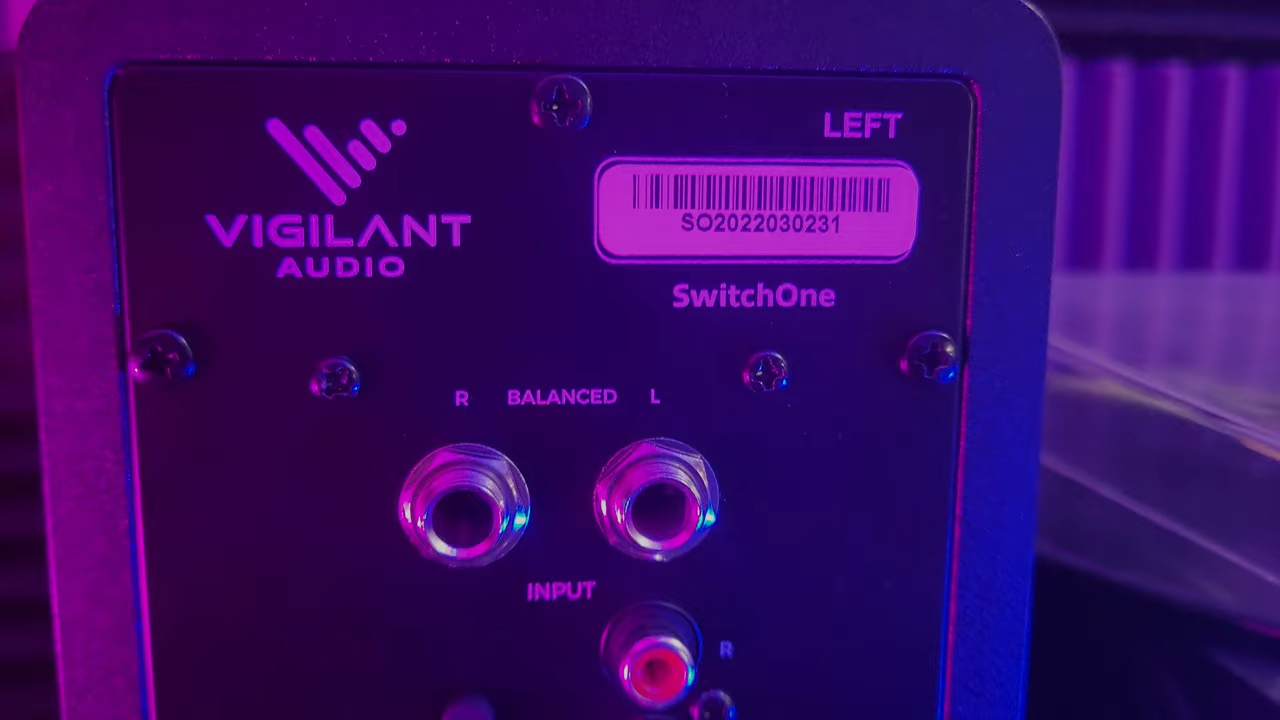 LEFT
VIGILANT
AUDIO
SO2022030231
SwitchOne
R BALANCED L
INPUT
R